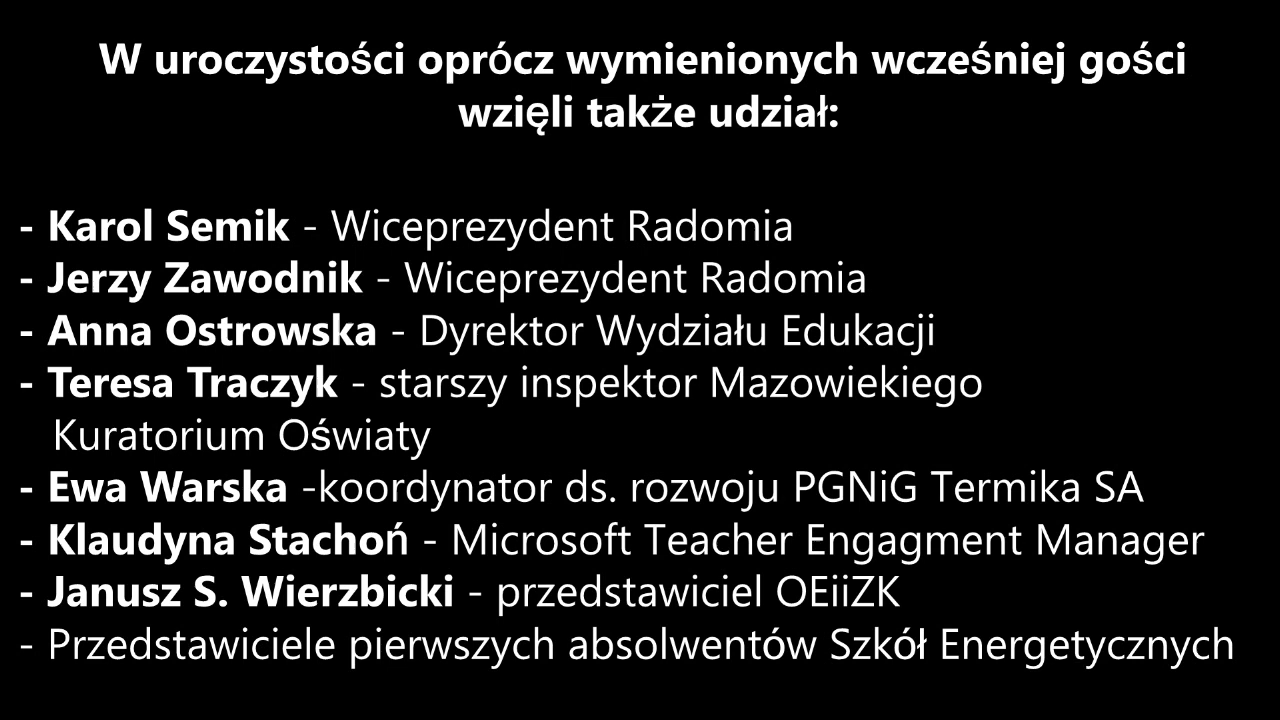 W uroczystości oprócz wymienionych wcześniej gości
wzięli także udział:
- Karol Semik - Wiceprezydent Radomia
- Jerzy Zawodnik - Wiceprezydent Radomia
- Anna Ostrowska - Dyrektor Wydziału Edukacji
- Teresa Traczyk - starszy inspektor Mazowiekiego
Kuratorium Oświaty
- Ewa Warska -koordynator ds. rozwoju PGNiG Termika SA
- Klaudyna Stachoń - Microsoft Teacher Engagment Manager
- Janusz S. Wierzbicki - przedstawiciel OEiiZK
- Przedstawiciele pierwszych absolwentów Szkół Energetycznych